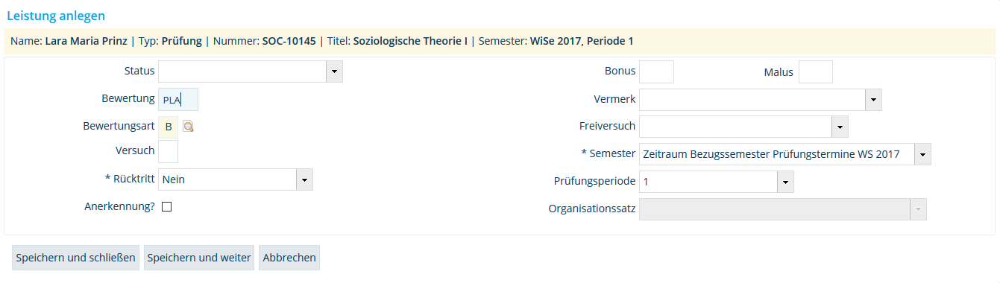 Leistung anlegen
Name: Lara Maria Prinz | Typ: Prüfung | Nummer: SOC-10145 | Titel: Soziologische Theorie I | Semester: WiSe 2017, Periode 1
Status
Bonus
Malus
Bewertung PLA
Vermerk
Bewertungsart B
Freiversuch
Versuch
* Semester Zeitraum Bezugssemester Prüfungstermine WS 2017
* Rücktritt Nein
Prüfungsperiode 1
Anerkennung?
Organisationssatz
Speichern und schließen Speichern und weiter Abbrechen